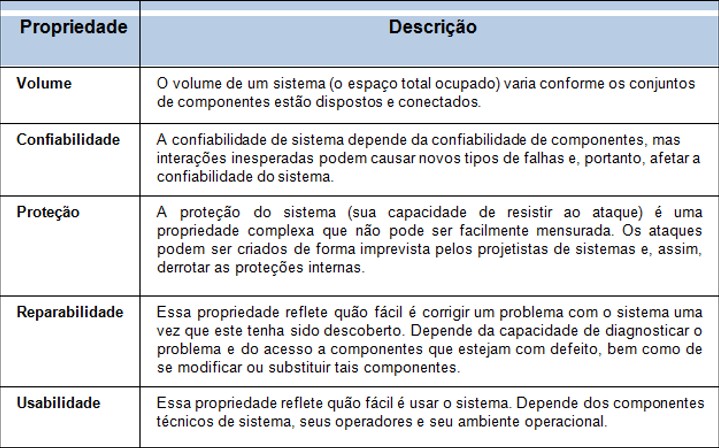 Propriedade Descrição
Volume O volume de um sistema (o espaço total ocupado) varia conforme os conjuntos
de componentes estão dispostos e conectados.
Confiabilidade A confiabilidade de sistema depende da confiabilidade de componentes, mas
interações inesperadas podem causar novos tipos de falhas e, portanto, afetar a
confiabilidade do sistema.
Proteção A proteção do sistema (sua capacidade de resistir ao ataque) é uma
propriedade complexa que não pode ser facilmente mensurada. Os ataques
podem ser criados de forma imprevista pelos projetistas de sistemas e, assim,
derrotar as proteções internas.
Reparabilidade Essa propriedade reflete quão fácil é corrigir um problema com o sistema uma
vez que este tenha sido descoberto. Depende da capacidade de diagnosticar o
problema e do acesso a componentes que estejam com defeito, bem como de
se modificar ou substituir tais componentes.
Usabilidade Essa propriedade reflete quão fácil é usar o sistema. Depende dos componentes
técnicos de sistema, seus operadores e seu ambiente operacional.